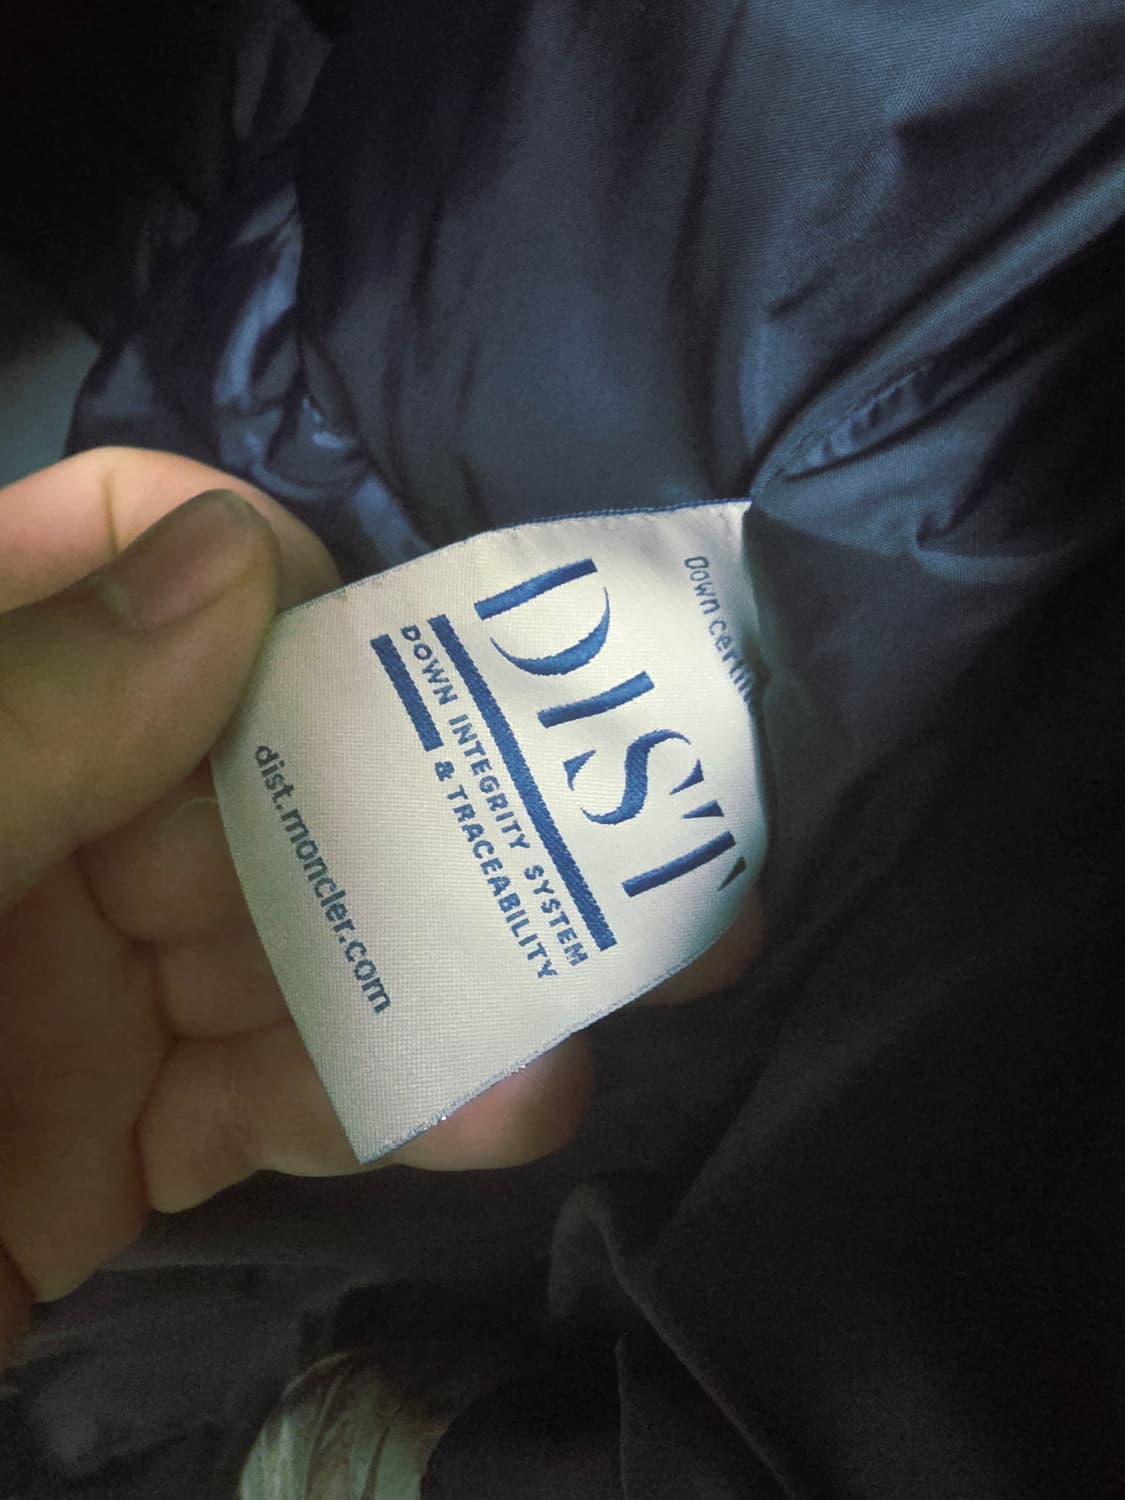 Down
DIST
DOWN INTEGRITY SYSTEM
& TRACEABILITY
dist.moncler.com